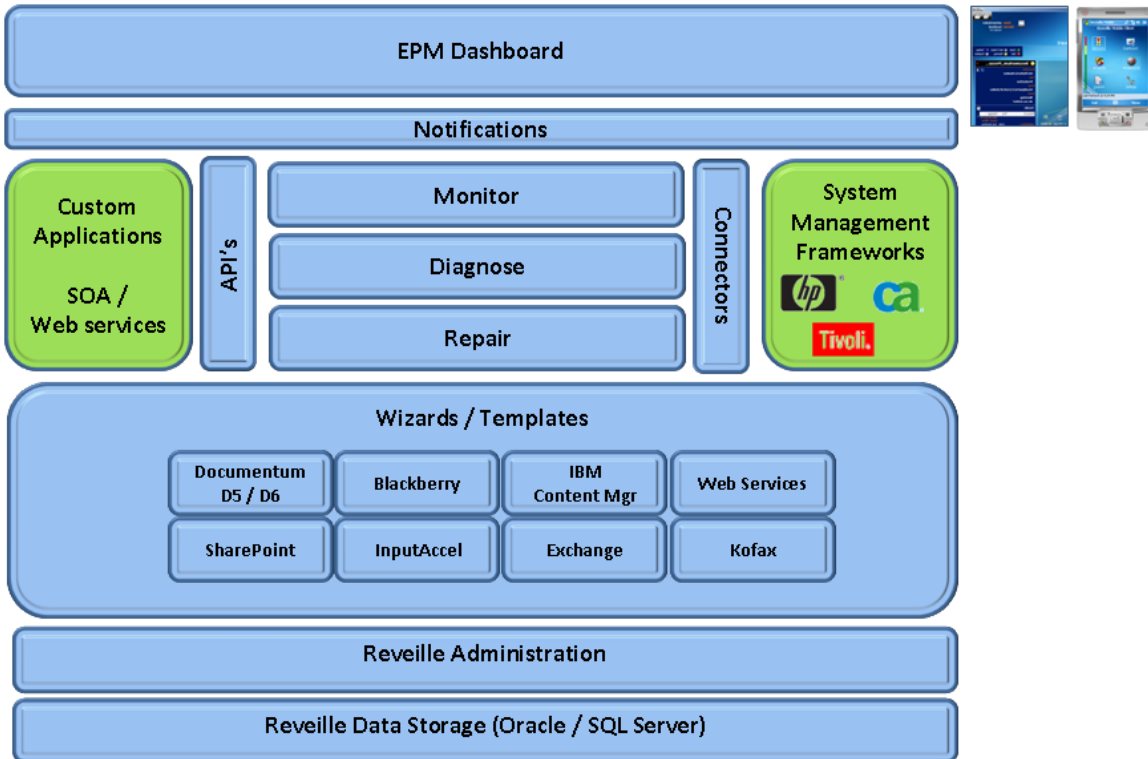 EPM Dashboard
Notifications
Custom
Applications
SOA /
Web services
API's
Monitor
Diagnose
Repair
Connectors
System
Management
Frameworks
hp
ca
Tivoli.
Wizards / Templates
Documentum
D5 / D6
Blackberry
IBM
Content Mgr
Web Services
SharePoint
InputAccel
Exchange
Kofax
Reveille Administration
Reveille Data Storage (Oracle / SQL Server)